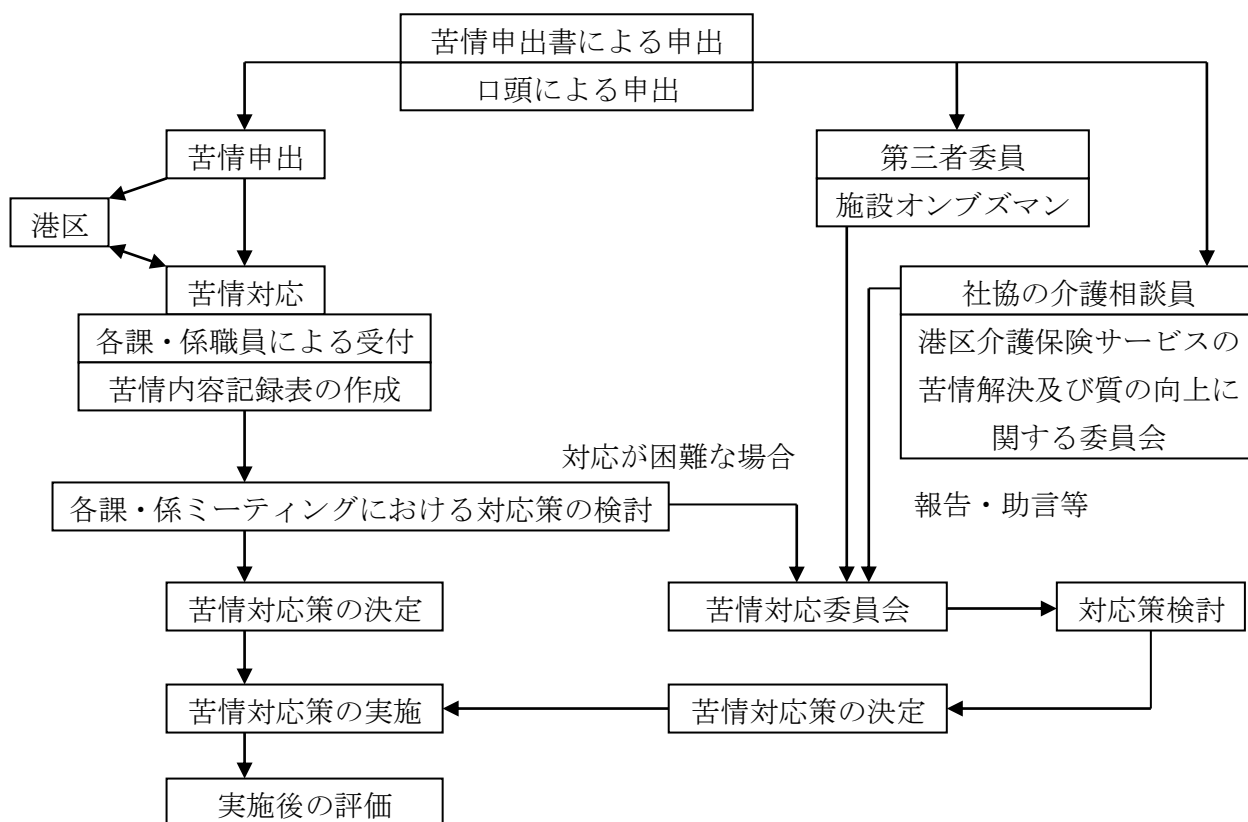 苦情申出書による申出
口頭による申出
苦情申出
第三者委員
施設オンブズマン
港区
苦情対応
各課・係職員による受付
苦情内容記録表の作成
社協の介護相談員
港区介護保険サービスの
苦情解決及び質の向上に
関する委員会
対応が困難な場合
各課・係ミーティングにおける対応策の検討
報告・助言等
苦情対応策の決定
苦情対応委員会
対応策検討
苦情対応策の実施
苦情対応策の決定
実施後の評価